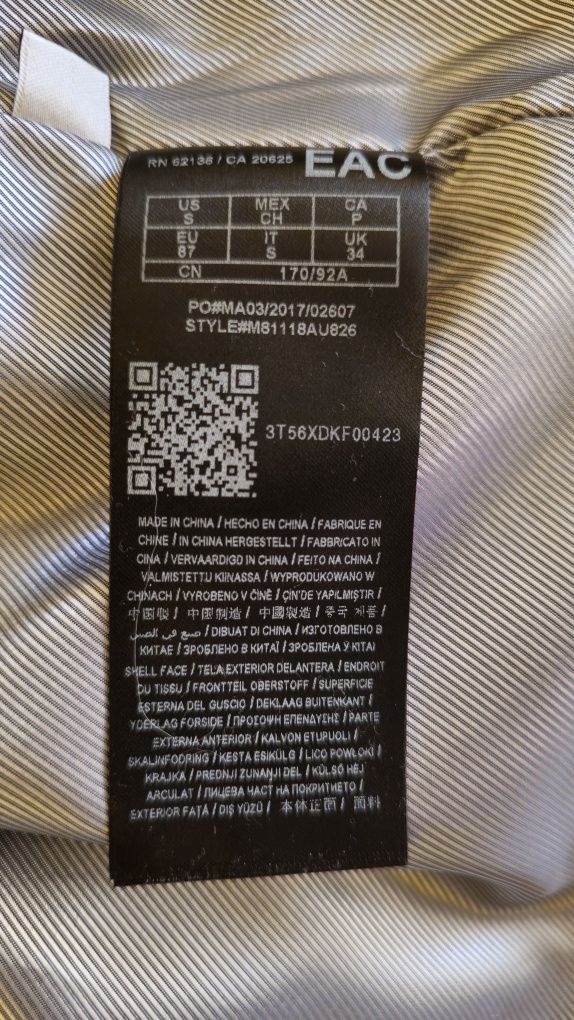 RN 62136 / CA 20625 EAC
US MEX CA
S CH P
EU IT UK
87 S 34
CN 170/92A
PO#MA03/2017/02607
STYLE#M81118AU826
3T56XDKF00423
MADE IN CHINA / HECHO EN CHINA / FABRIQUE EN
CHINE / IN CHINA HERGESTELLT / FABBRICATO IN
CINA / VERVAARDIGD IN CHINA / FEITO NA CHINA /
VALMISTETTU KIINASSA / WYPRODUKOWANO W
CHINACH / VYROBENO V ČÍNĚ / ÇİN'DE YAPILMIŞTIR /
中国製 / 中国制造 / 中國製造 / 중국 제품 /
صنع في الصين / DIBUAT DI CHINA / ИЗГОТОВЛЕНО В
КИТАЕ / ЗРОБЛЕНО В КИТАЇ / ЗРОБЛЕНА Ў КІТАІ
SHELL FACE / TELA EXTERIOR DELANTERA / ENDROIT
DU TISSU / FRONTTEIL OBERSTOFF / SUPERFICIE
ESTERNA DEL GUSCIO / DEKLAAG BUITENKANT /
YDERLAG FORSIDE / ΠΡΟΣΟΨΗ ΕΠΕΝΔΥΣΗΣ / PARTE
EXTERNA ANTERIOR / KALVON ETUPUOLI /
SKALINFODRING / KESTA ESIKÜLG / LICO POWŁOKI /
KRAJKA / PREDNJI ZUNANJI DEL / KÜLSŐ HÉJ
ARCULAT / ЛИЦЕВА ЧАСТ НА ПОКРИТИЕТО /
EXTERIOR FAȚĂ / DIŞ YÜZÜ / 本体正面 / 面料